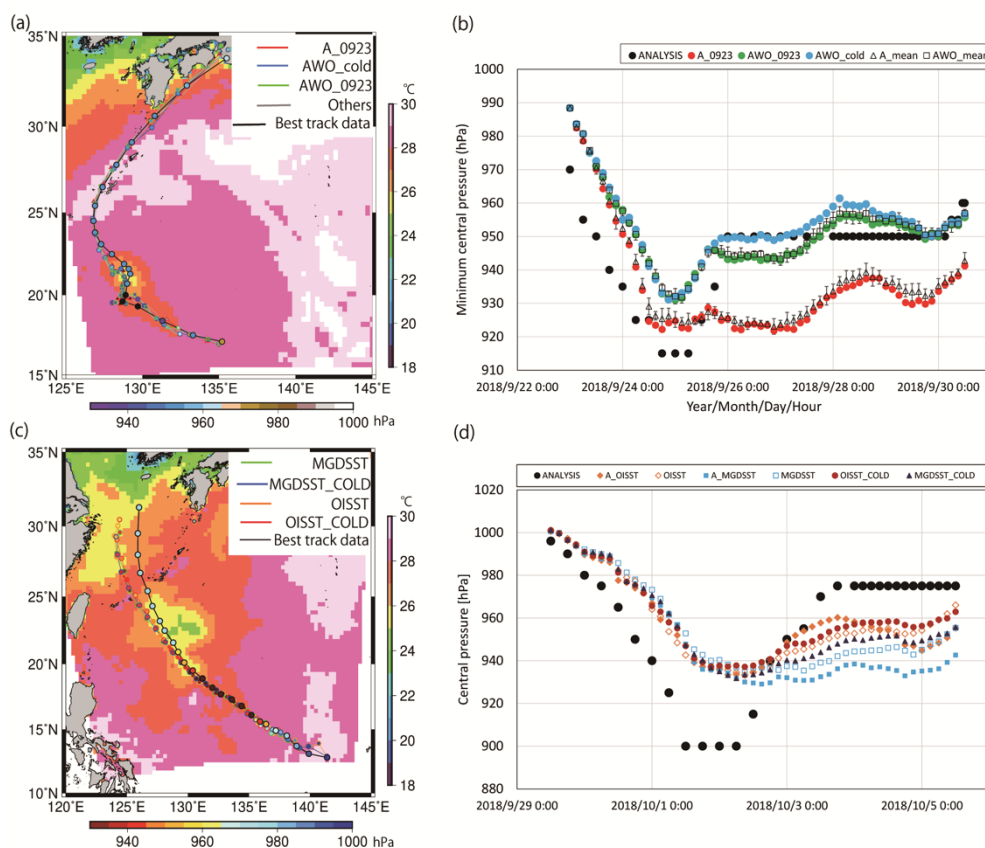 (a)
35˚N
30˚N
25˚N
20˚N
15˚N
125˚E 130˚E 135˚E 140˚E 145˚E
A_0923
AWO_cold
AWO_0923
Others
Best track data
˚C
30
28
26
24
22
20
18
940 960 980 1000 hPa
(b)
ANALYSIS A_0923 AWO_0923 AWO_cold A_mean AWO_mean
Minimum central pressure (hPa)
1000
990
980
970
960
950
940
930
920
910
2018/9/22 0:00 2018/9/24 0:00 2018/9/26 0:00 2018/9/28 0:00 2018/9/30 0:00
Year/Month/Day/Hour
(c)
35˚N
30˚N
25˚N
20˚N
15˚N
10˚N
120˚E 125˚E 130˚E 135˚E 140˚E 145˚E
MGDSST
MGDSST_COLD
OISST
OISST_COLD
Best track data
˚C
30
28
26
24
22
20
18
940 960 980 1000 hPa
(d)
ANALYSIS A_OISST OISST A_MGDSST MGDSST OISST_COLD MGDSST_COLD
Central pressure [hPa]
1020
1000
980
960
940
920
900
880
2018/9/29 0:00 2018/10/1 0:00 2018/10/3 0:00 2018/10/5 0:00